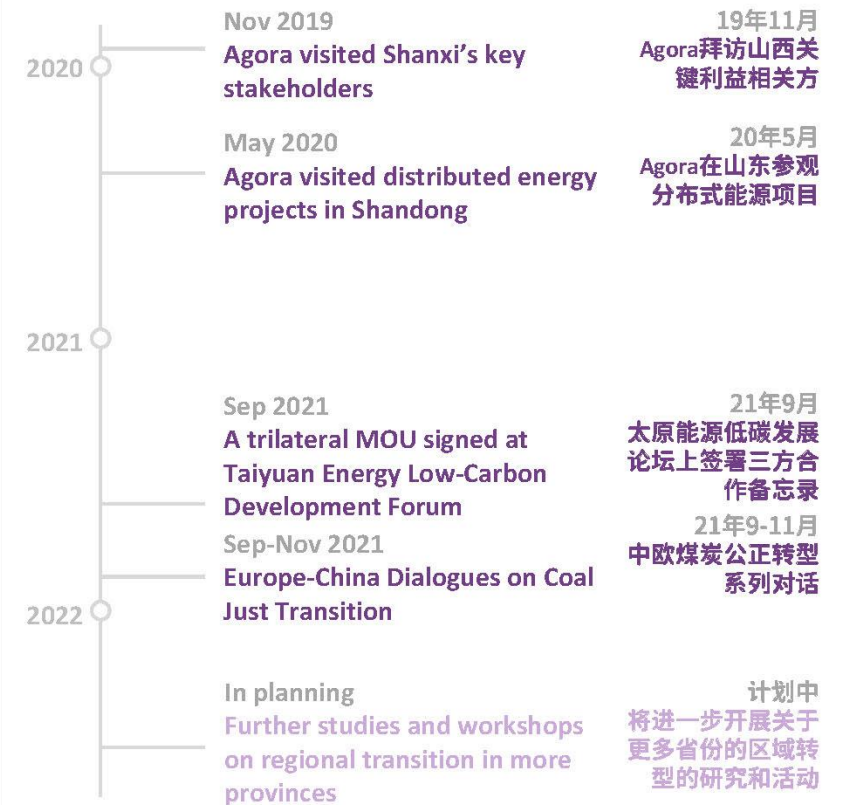 Nov 2019
Agora visited Shanxi's key
stakeholders
19年11月
Agora拜访山西关
键利益相关方
2020
May 2020
Agora visited distributed energy
projects in Shandong
20年5月
Agora在山东参观
分布式能源项目
2021
Sep 2021
A trilateral MOU signed at
Taiyuan Energy Low-Carbon
Development Forum
21年9月
太原能源低碳发展
论坛上签署三方合
作备忘录
Sep-Nov 2021
Europe-China Dialogues on Coal
Just Transition
21年9-11月
中欧煤炭公正转型
系列对话
2022
In planning
Further studies and workshops
on regional transition in more
provinces
计划中
将进一步开展关于
更多省份的区域转
型的研究和活动